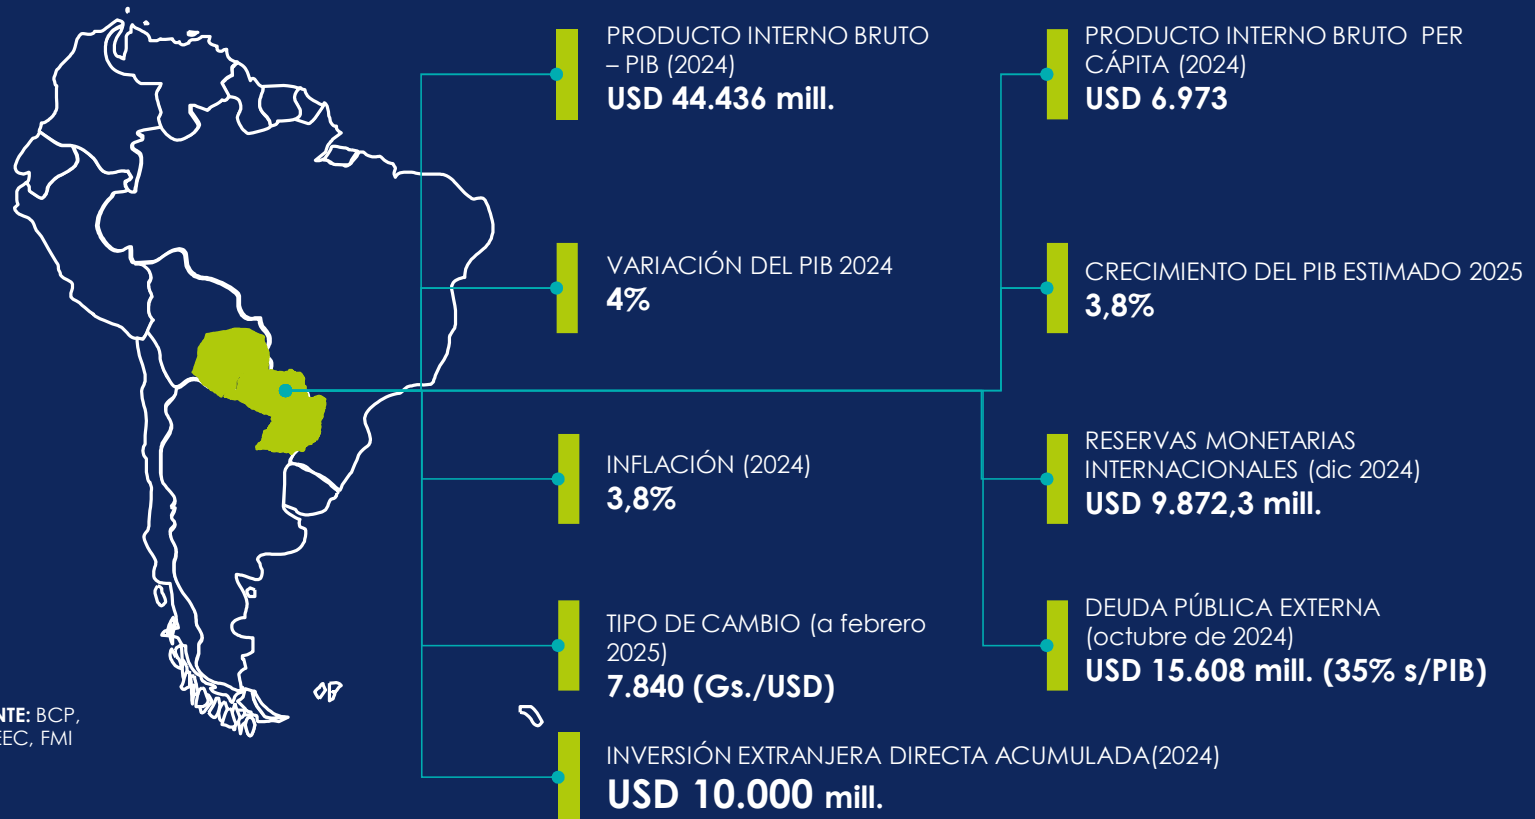 PRODUCTO INTERNO BRUTO
– PIB (2024)
USD 44.436 mill.
PRODUCTO INTERNO BRUTO PER
CÁPITA (2024)
USD 6.973
VARIACIÓN DEL PIB 2024
4%
CRECIMIENTO DEL PIB ESTIMADO 2025
3,8%
INFLACIÓN (2024)
3,8%
RESERVAS MONETARIAS
INTERNACIONALES (dic 2024)
USD 9.872,3 mill.
TIPO DE CAMBIO (a febrero
2025)
7.840 (Gs./USD)
DEUDA PÚBLICA EXTERNA
(octubre de 2024)
USD 15.608 mill. (35% s/PIB)
INVERSIÓN EXTRANJERA DIRECTA ACUMULADA(2024)
USD 10.000 mill.
NTE: BCP,
EEC, FMI